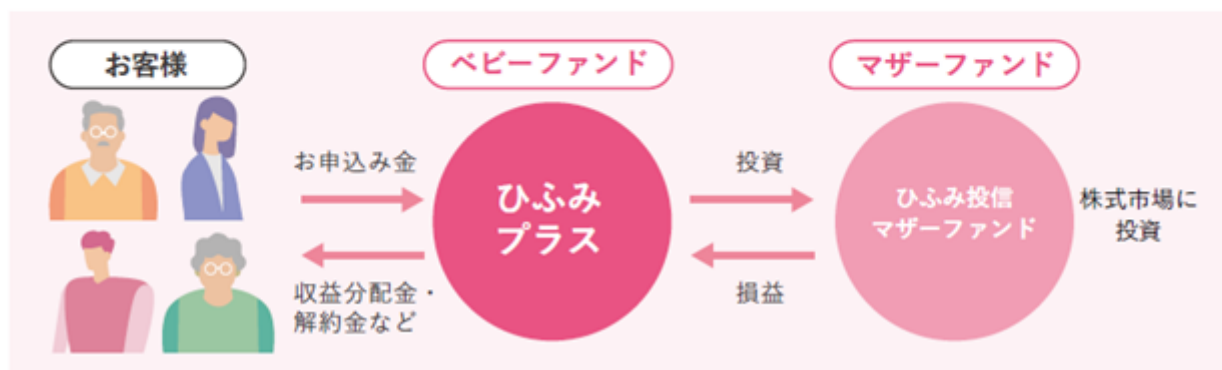 お客様
ベビーファンド
マザーファンド
お申込み金
投資
ひふみ
プラス
ひふみ投信
マザーファンド
株式市場に
投資
収益分配金・
解約金など
損益